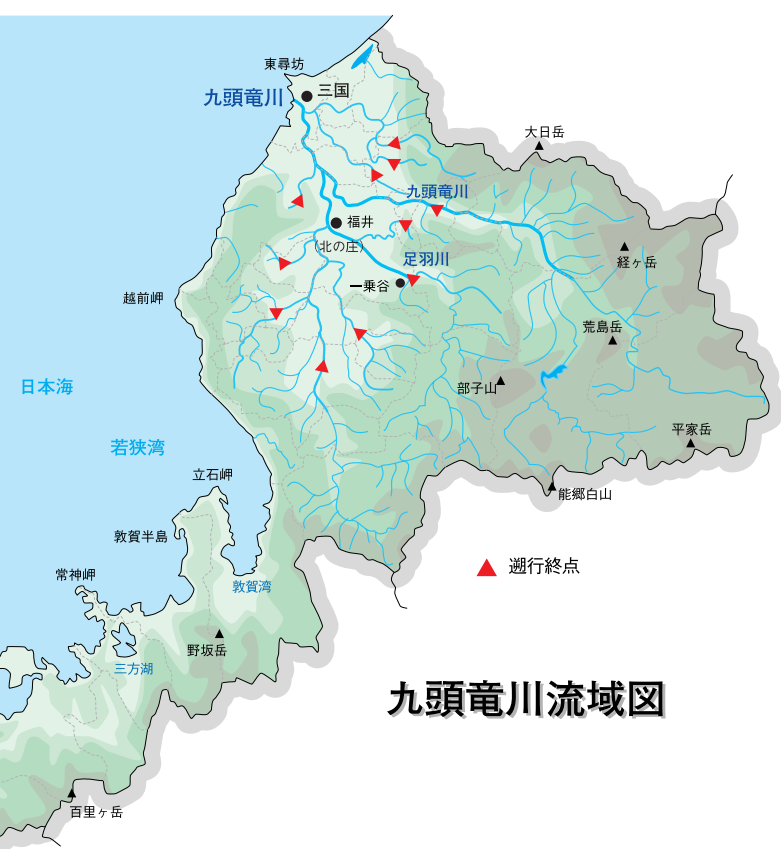 東尋坊
九頭竜川
三国
大日岳
九頭竜川
福井
(北の庄)
足羽川
経ヶ岳
一乗谷
越前岬
荒島岳
日本海
部子山
若狭湾
平家岳
立石岬
能郷白山
敦賀半島
遡行終点
常神岬
敦賀湾
野坂岳
三方湖
九頭竜川流域図
百里ヶ岳